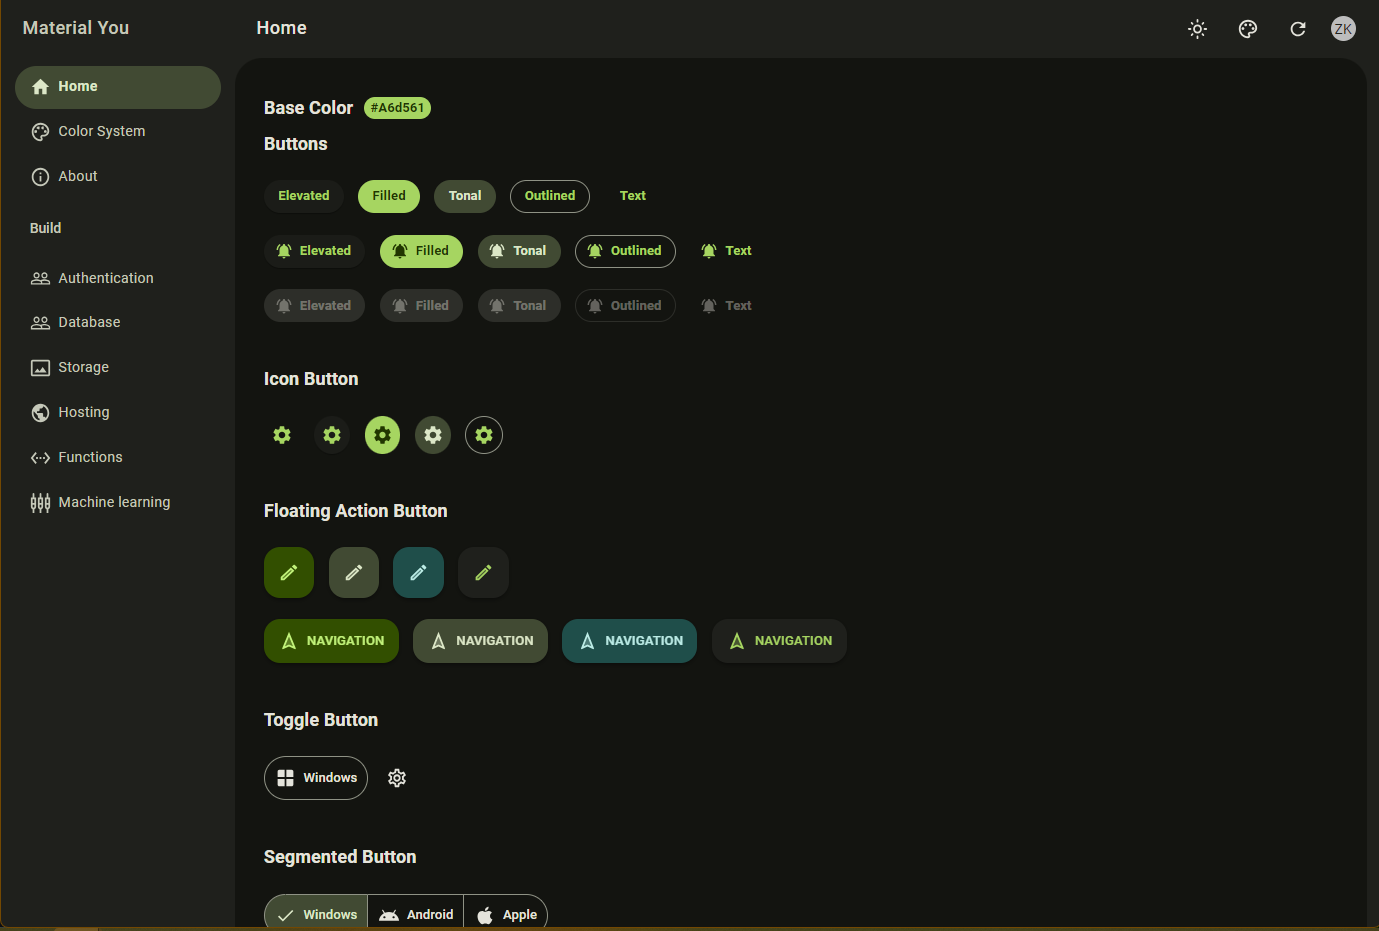 Material You
Home
ZK
Home
Color System
About
Build
Authentication
Database
Storage
Hosting
Functions
Machine learning
Base Color #A6d561
Buttons
Elevated Filled Tonal Outlined Text
Elevated Filled Tonal Outlined Text
Elevated Filled Tonal Outlined Text
Icon Button
Floating Action Button
NAVIGATION NAVIGATION NAVIGATION NAVIGATION
Toggle Button
Windows
Segmented Button
Windows Android Apple